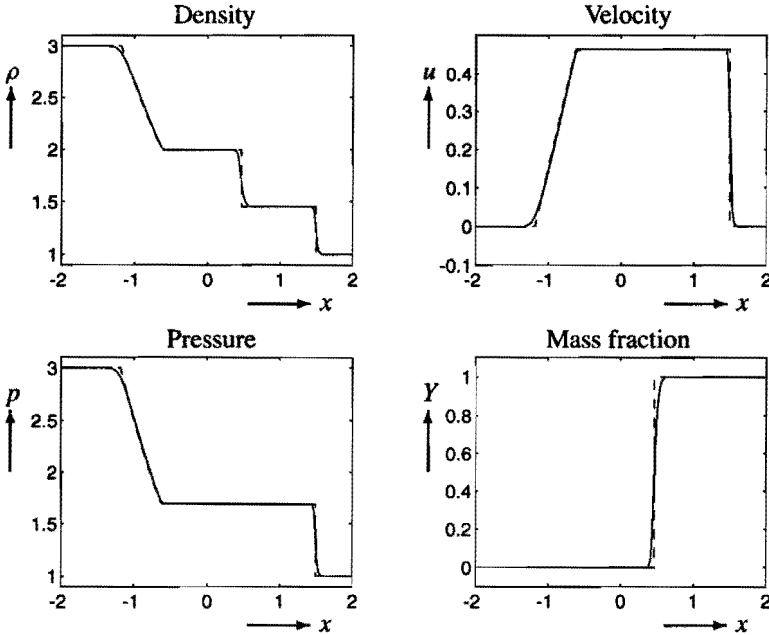 Density
ρ
3
2.5
2
1.5
1
-2 -1 0 1 2
x
Velocity
u
0.4
0.3
0.2
0.1
0
-0.1
-2 -1 0 1 2
x
Pressure
p
3
2.5
2
1.5
1
-2 -1 0 1 2
x
Mass fraction
Y
1
0.8
0.6
0.4
0.2
0
-2 -1 0 1 2
x